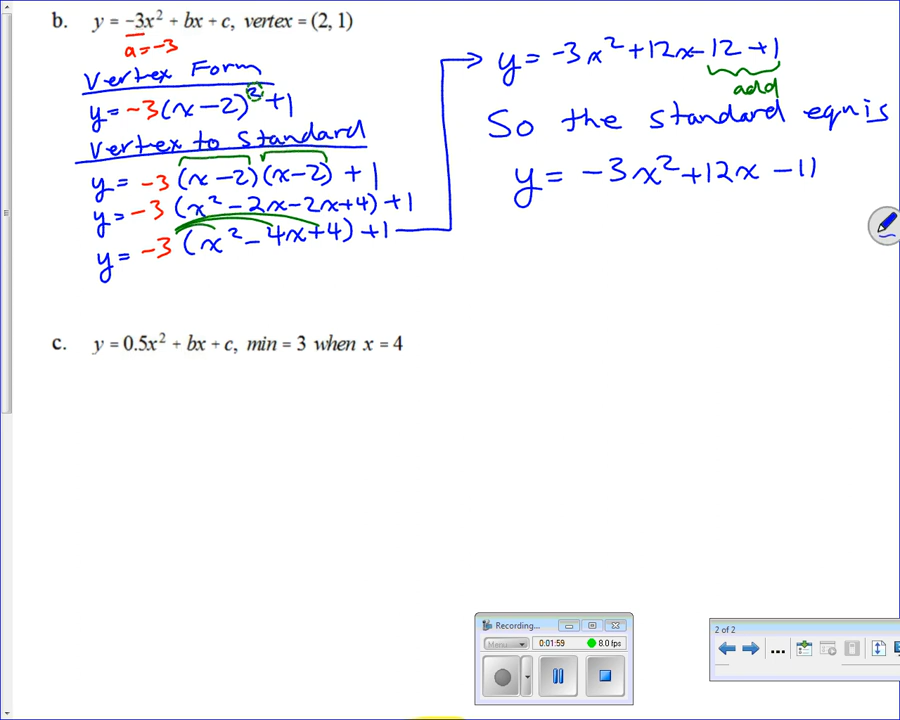 b. y = -3x² + bx + c, vertex = (2, 1)
a = -3
Vertex Form
y = -3(x - 2)² + 1
Vertex to Standard
y = -3(x - 2)(x - 2) + 1
y = -3(x² - 2x - 2x + 4) + 1
y = -3(x² - 4x + 4) + 1
y = -3x² + 12x - 12 + 1
add
So the standard eqn is
y = -3x² + 12x - 11
c. y = 0.5x² + bx + c, min = 3 when x = 4
Recording...
Menu
0:01:59
8.0 fps
2 of 2